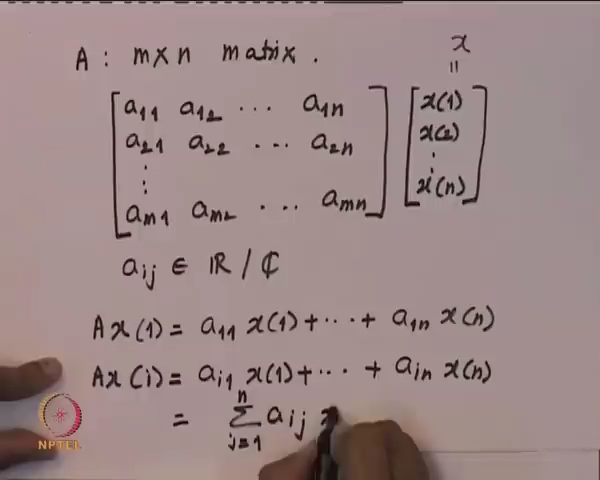 A : m×n matrix .
x
=
[a11 a12 ... a1n] [x(1)]
[a21 a22 ... a2n] [x(2)]
: :
[am1 am2 ... amn] [x(n)]
aij ∈ ℝ / ℂ
Ax(1) = a11 x(1)+...+ a1n x(n)
Ax(i) = ai1 x(1)+...+ ain x(n)
= n∑j=1 aij x
NPTEL